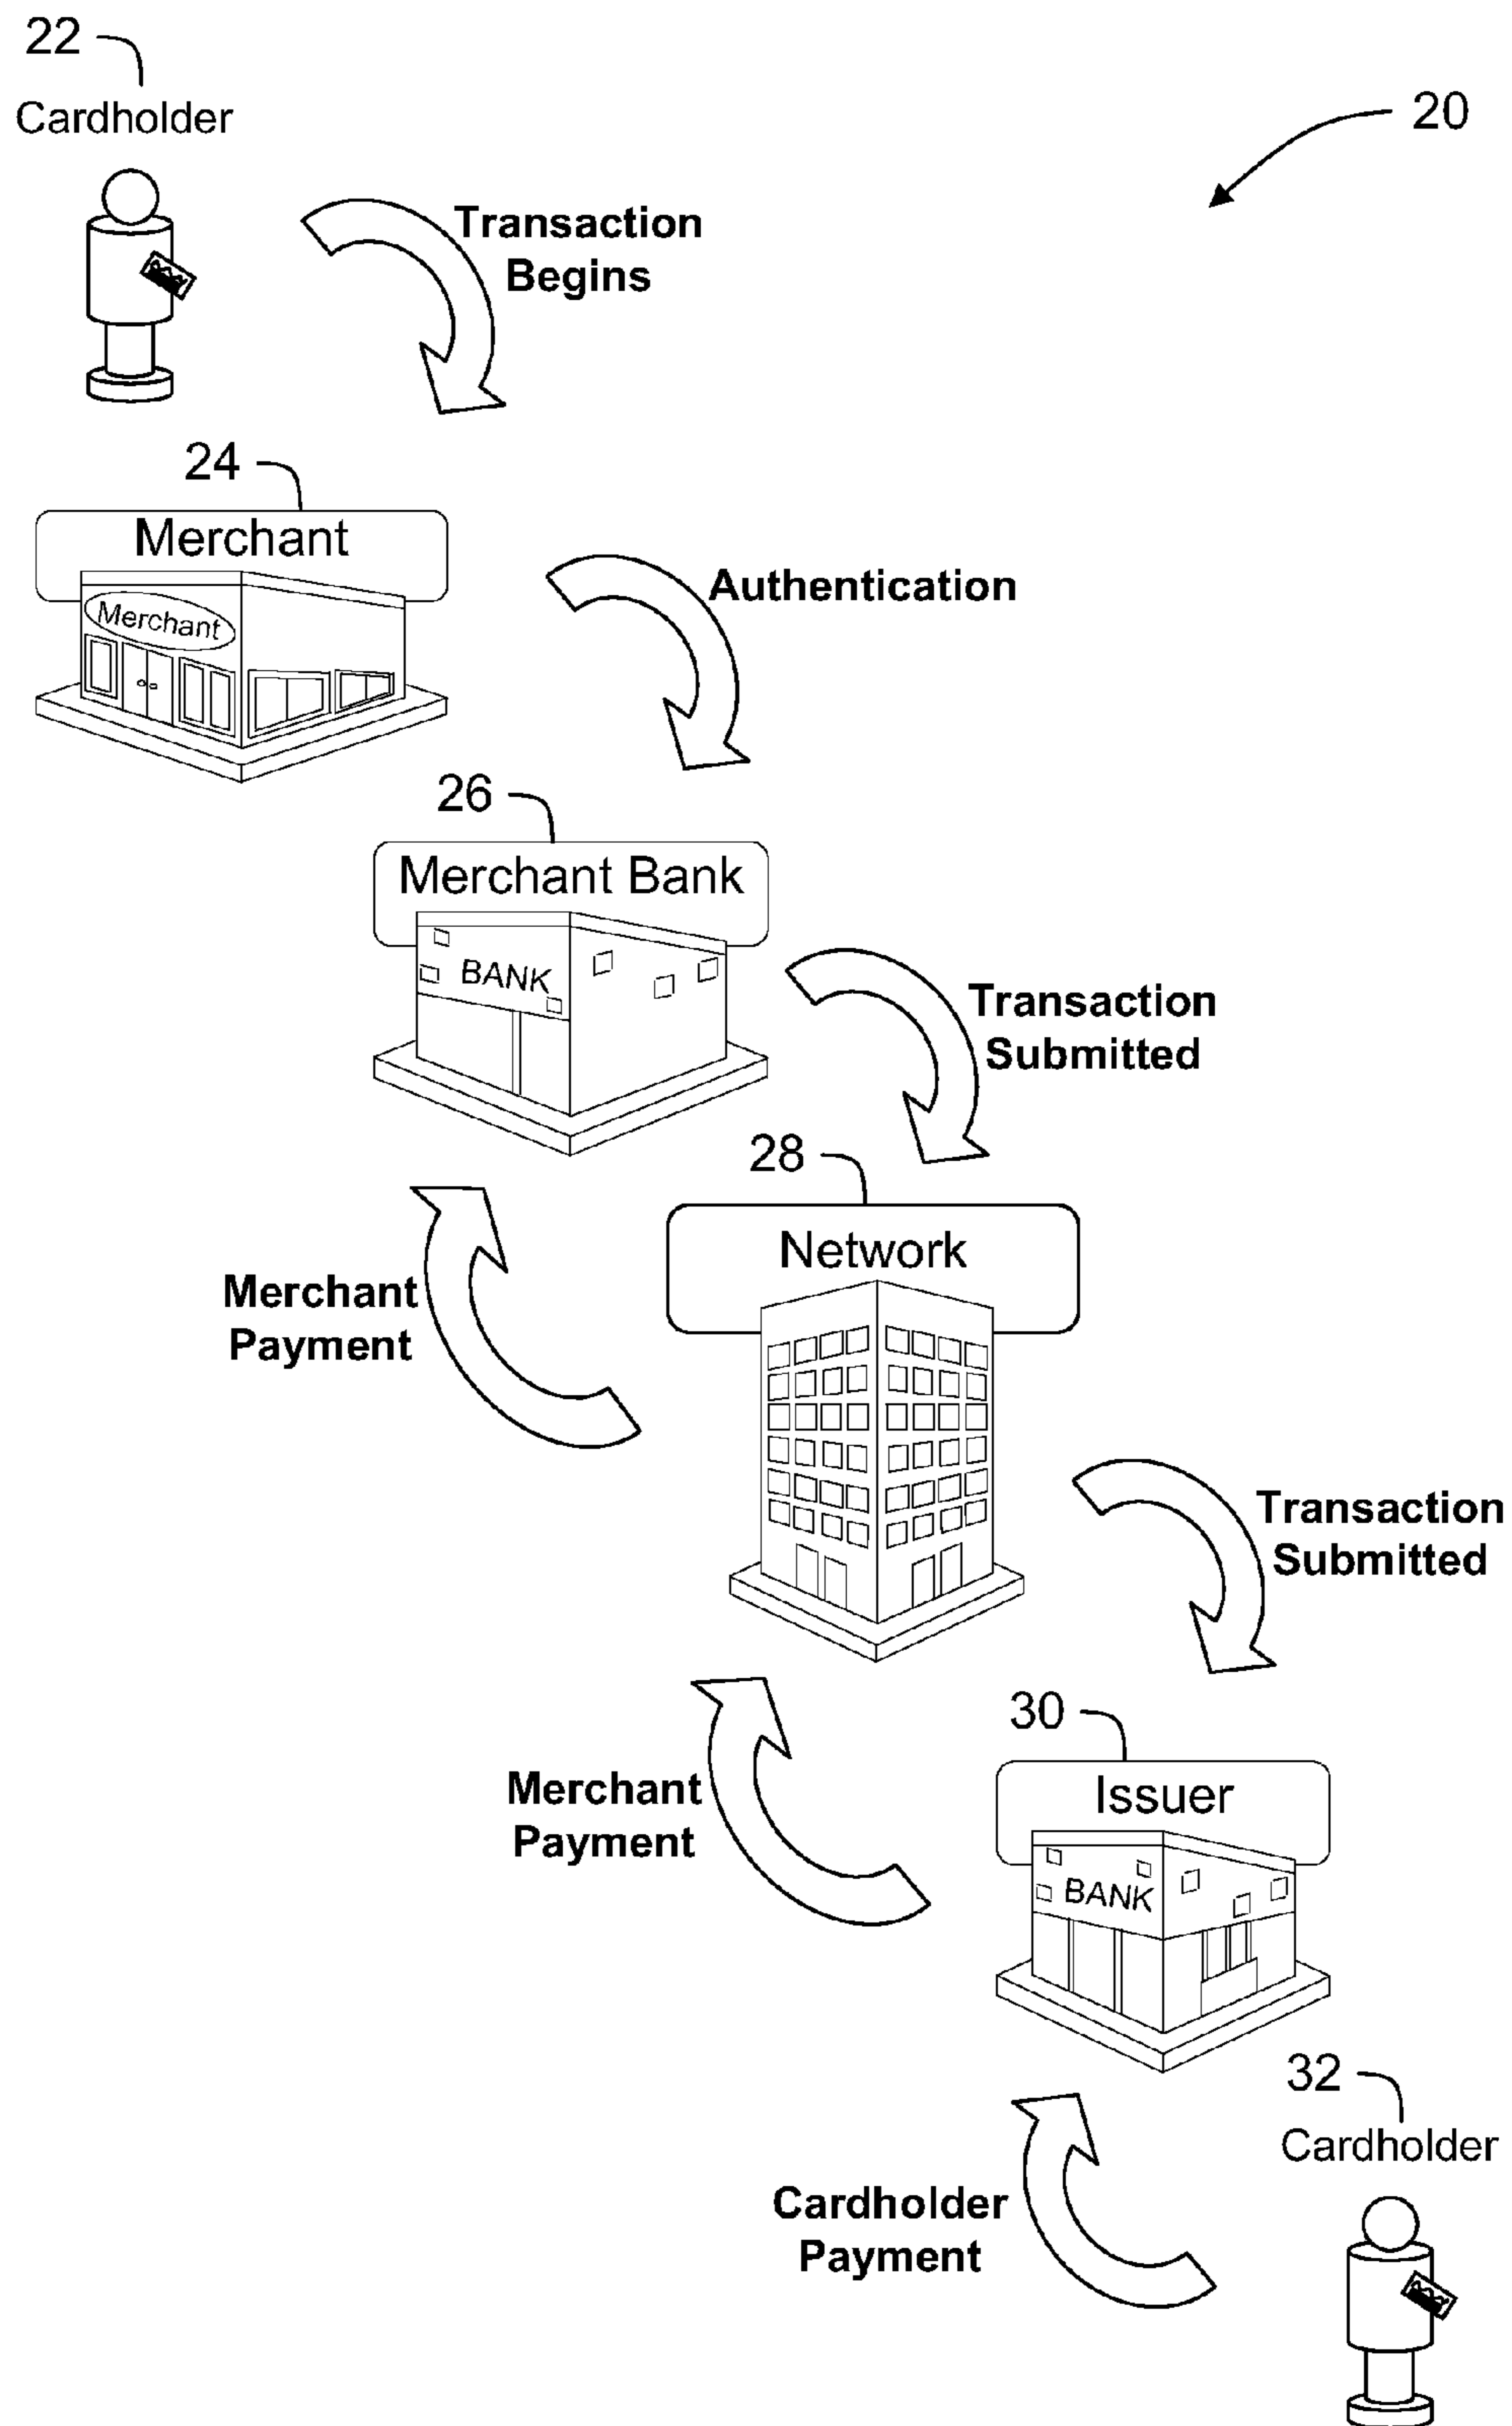 22
Cardholder
20
Transaction
Begins
24
Merchant
Merchant
Authentication
26
Merchant Bank
BANK
Transaction
Submitted
28
Network
Merchant
Payment
Transaction
Submitted
30
Issuer
BANK
Merchant
Payment
32
Cardholder
Cardholder
Payment